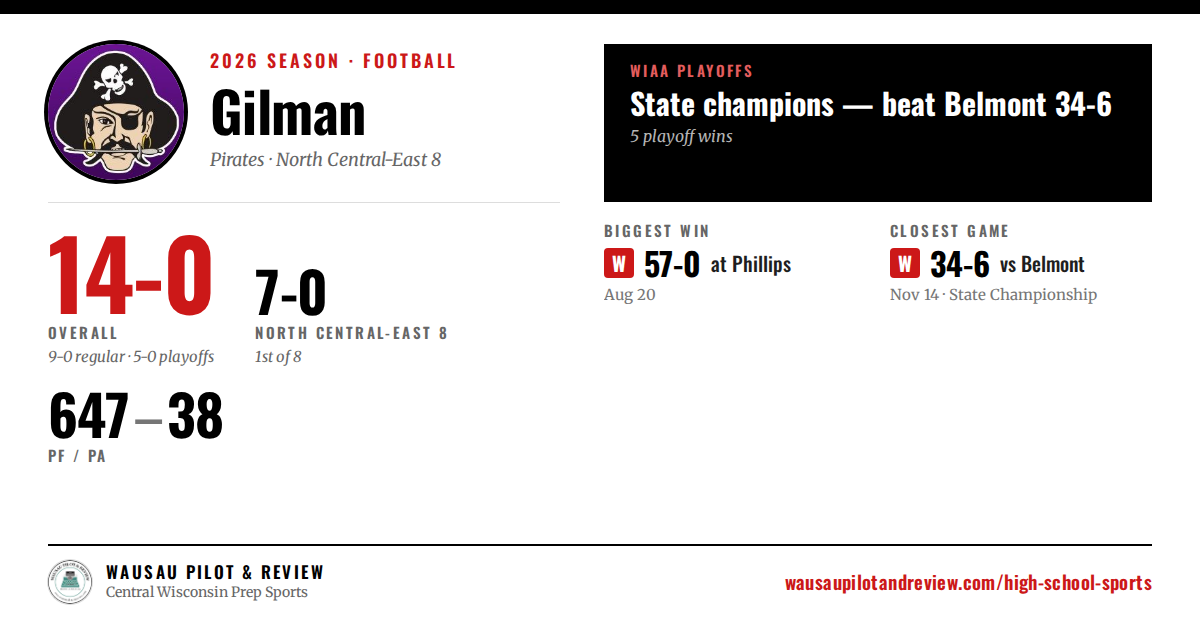 2026 SEASON · FOOTBALL
Gilman
Pirates · North Central-East 8
WIAA PLAYOFFS
State champions — beat Belmont 34-6
5 playoff wins
14-0
OVERALL
9-0 regular · 5-0 playoffs
7-0
NORTH CENTRAL-EAST 8
1st of 8
647–38
PF / PA
BIGGEST WIN
W 57-0 at Phillips
Aug 20
CLOSEST GAME
W 34-6 vs Belmont
Nov 14 · State Championship
WAUSAU PILOT & REVIEW
Central Wisconsin Prep Sports
wausaupilotandreview.com/high-school-sports